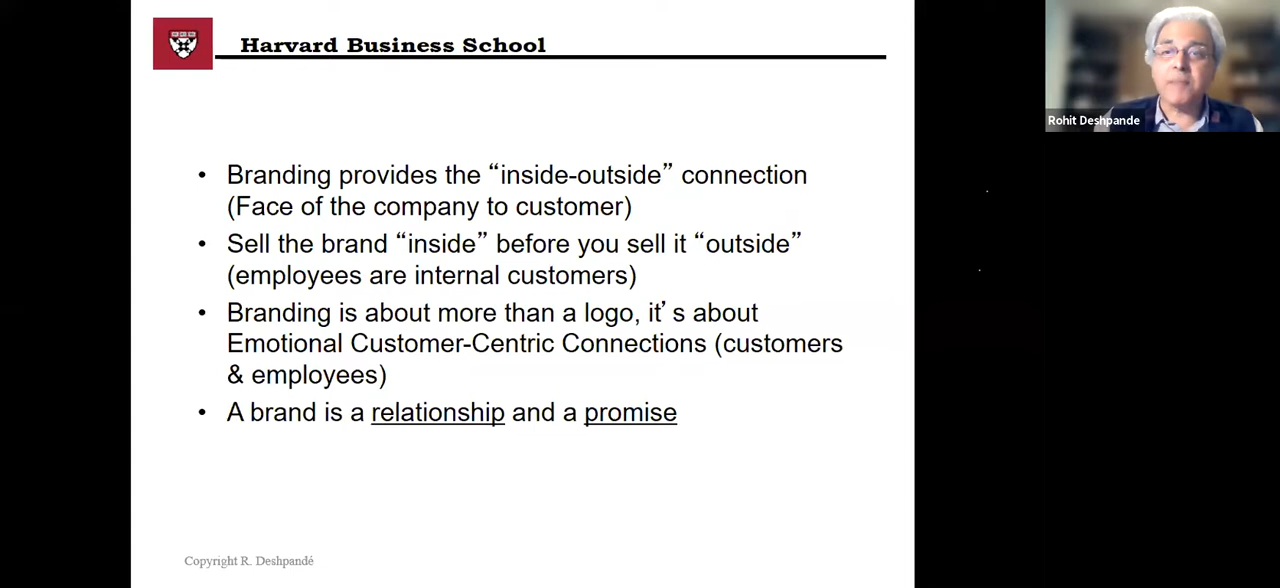 Harvard Business School
Rohit Deshpande
• Branding provides the “inside-outside” connection
(Face of the company to customer)
• Sell the brand “inside” before you sell it “outside”
(employees are internal customers)
• Branding is about more than a logo, it’s about
Emotional Customer-Centric Connections (customers
& employees)
• A brand is a relationship and a promise
Copyright R. Deshpandé